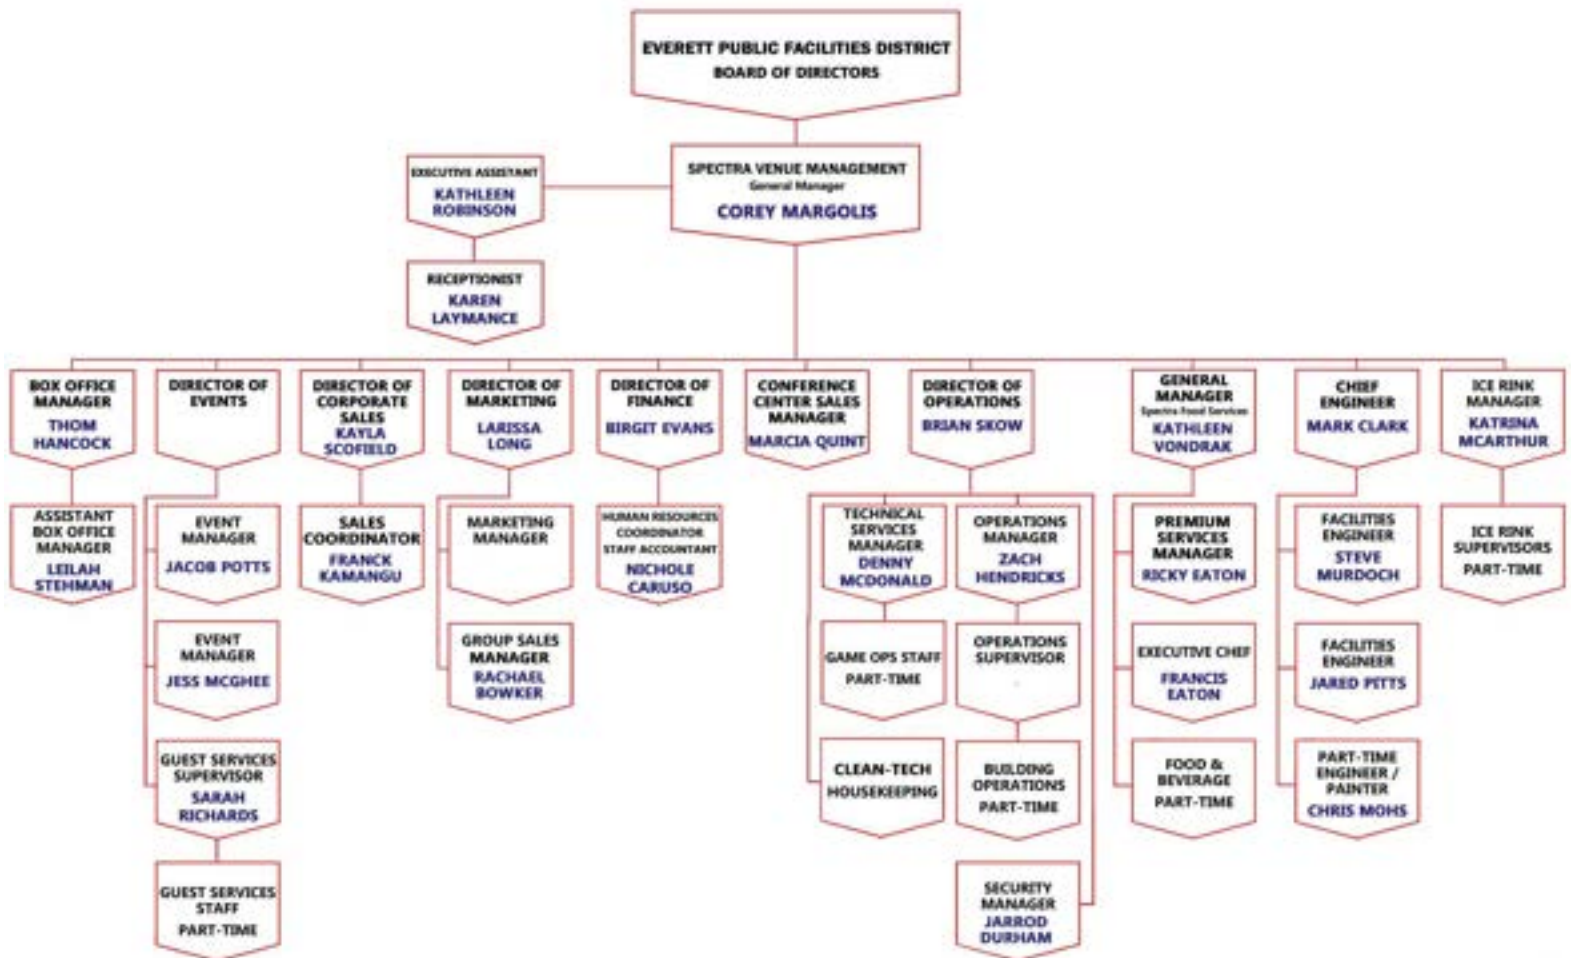 EVERETT PUBLIC FACILITIES DISTRICT
BOARD OF DIRECTORS
SPECTRA VENUE MANAGEMENT
General Manager
COREY MARGOLIS
EXECUTIVE ASSISTANT
KATHLEEN
ROBINSON
RECEPTIONIST
KAREN
LAYMANCE
BOX OFFICE
MANAGER
THOM
HANCOCK
ASSISTANT
BOX OFFICE
MANAGER
LEILAH
STEHMAN
DIRECTOR OF
EVENTS
EVENT
MANAGER
JACOB POTTS
EVENT
MANAGER
JESS MCGHEE
GUEST SERVICES
SUPERVISOR
SARAH
RICHARDS
GUEST SERVICES
STAFF
PART-TIME
DIRECTOR OF
CORPORATE
SALES
KAYLA
SCOFIELD
SALES
COORDINATOR
FRANCK
KAMANGU
DIRECTOR OF
MARKETING
LARISSA
LONG
MARKETING
MANAGER
GROUP SALES
MANAGER
RACHAEL
BOWKER
DIRECTOR OF
FINANCE
BIRGIT EVANS
HUMAN RESOURCES
COORDINATOR
STAFF ACCOUNTANT
NICHOLE
CARUSO
CONFERENCE
CENTER SALES
MANAGER
MARCIA QUINT
DIRECTOR OF
OPERATIONS
BRIAN SKOW
TECHNICAL
SERVICES
MANAGER
DENNY
MCDONALD
GAME OPS STAFF
PART-TIME
CLEAN-TECH
HOUSEKEEPING
OPERATIONS
MANAGER
ZACH
HENDRICKS
OPERATIONS
SUPERVISOR
BUILDING
OPERATIONS
PART-TIME
SECURITY
MANAGER
JARROD
DURHAM
GENERAL
MANAGER
Spectra Food Services
KATHLEEN
VONDRAK
PREMIUM
SERVICES
MANAGER
RICKY EATON
EXECUTIVE CHEF
FRANCIS
EATON
FOOD &
BEVERAGE
PART-TIME
CHIEF
ENGINEER
MARK CLARK
FACILITIES
ENGINEER
STEVE
MURDOCH
FACILITIES
ENGINEER
JARED PITTS
PART-TIME
ENGINEER /
PAINTER
CHRIS MOHS
ICE RINK
MANAGER
KATRINA
MCARTHUR
ICE RINK
SUPERVISORS
PART-TIME